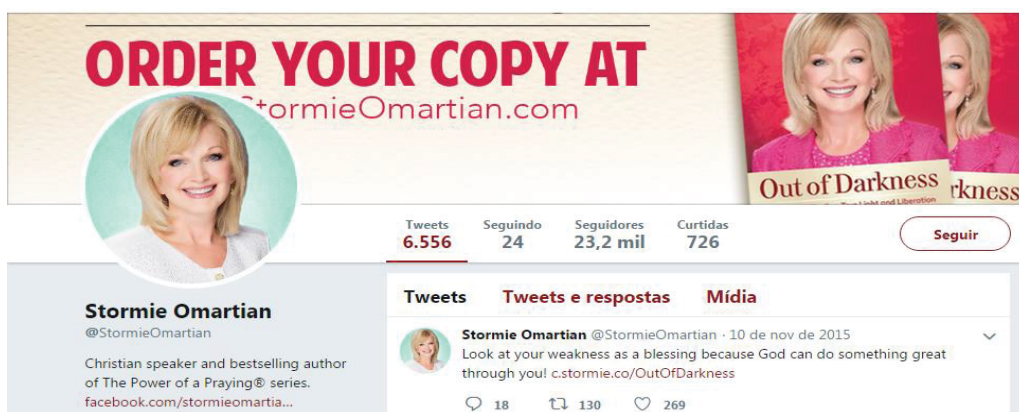 ORDER YOUR COPY AT
StormieOmartian.com
Out of Darkness
rkness
Light and Liberation
Tweets
6.556
Seguindo
24
Seguidores
23,2 mil
Curtidas
726
Seguir
Stormie Omartian
@StormieOmartian
Christian speaker and bestselling author
of The Power of a Praying® series.
facebook.com/stormieomartia...
Tweets Tweets e respostas Mídia
Stormie Omartian @StormieOmartian · 10 de nov de 2015
Look at your weakness as a blessing because God can do something great
through you! c.stormie.co/OutOfDarkness
18 130 269